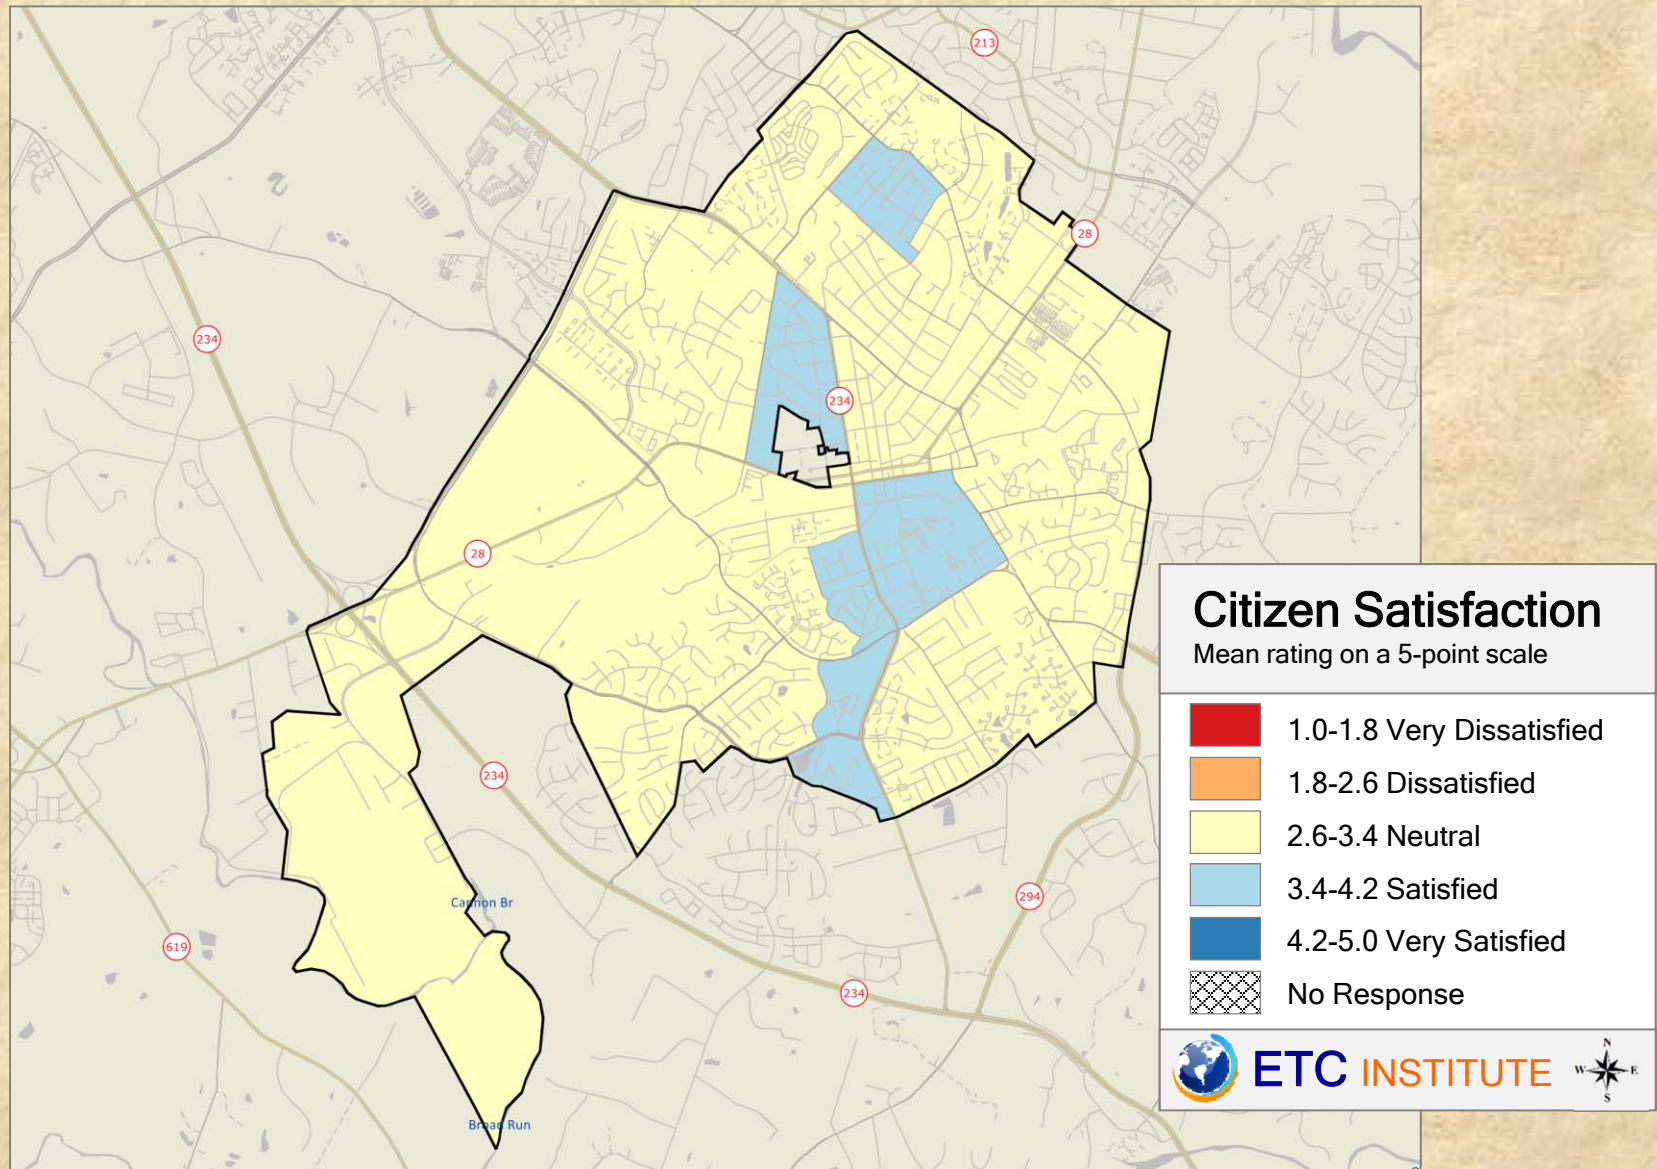 213
28
234
234
28
Citizen Satisfaction
Mean rating on a 5-point scale
1.0-1.8 Very Dissatisfied
1.8-2.6 Dissatisfied
2.6-3.4 Neutral
3.4-4.2 Satisfied
4.2-5.0 Very Satisfied
No Response
234
294
Cannon Br
619
234
ETC INSTITUTE
N
W E
S
Broad Run